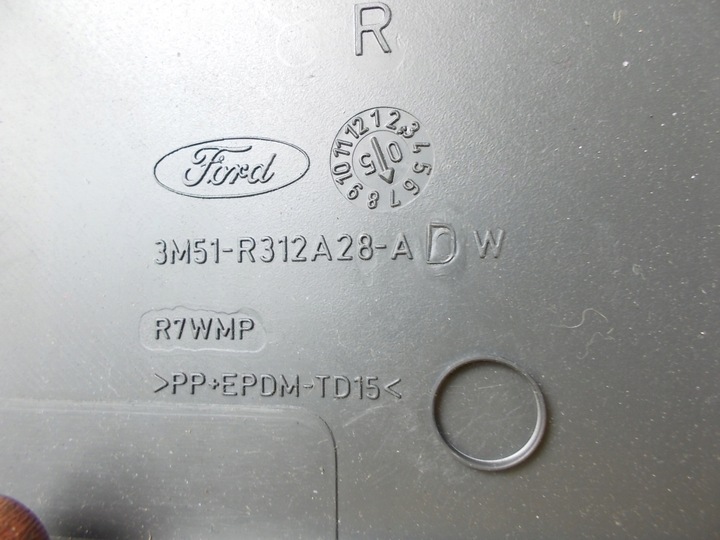 R
Ford
1 2 3 4 5 6 7 8 9 10 11 12
05
3M51-R312A28-A D W
R7WMP
>PP+EPDM-TD15<